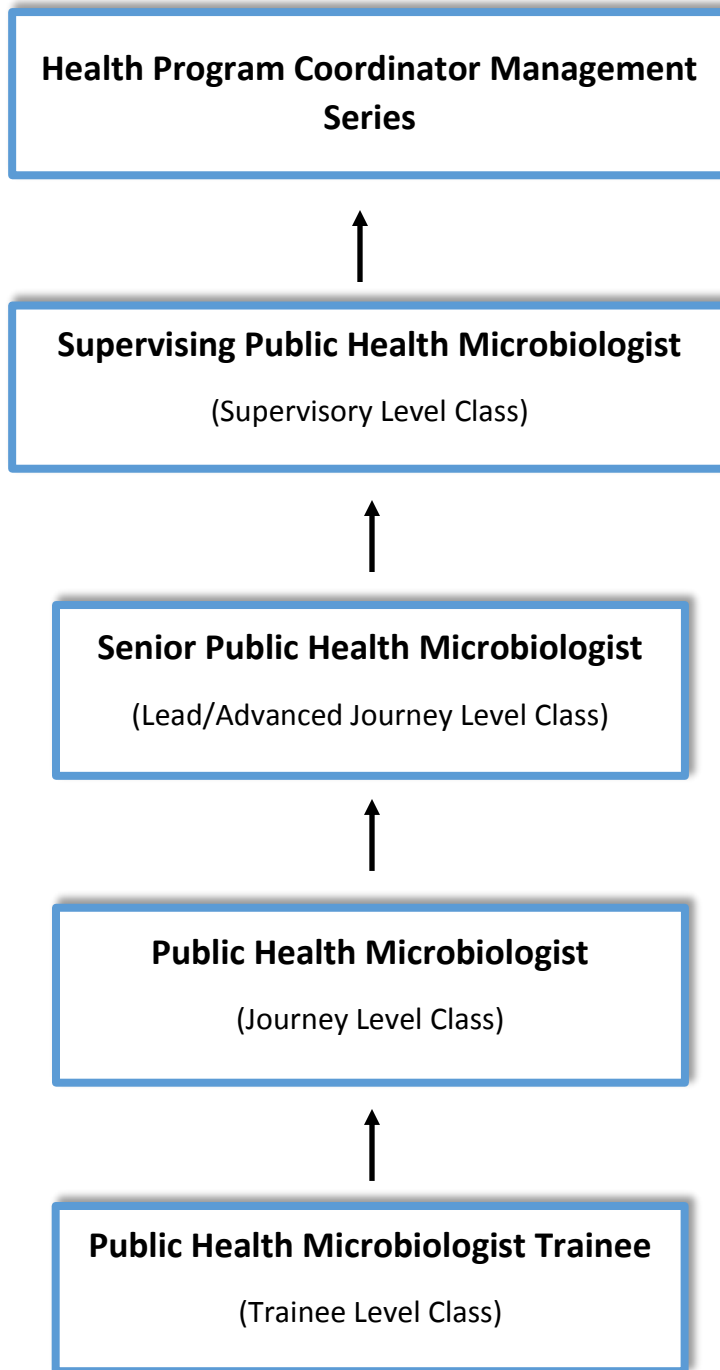 Health Program Coordinator Management
Series
Supervising Public Health Microbiologist
(Supervisory Level Class)
Senior Public Health Microbiologist
(Lead/Advanced Journey Level Class)
Public Health Microbiologist
(Journey Level Class)
Public Health Microbiologist Trainee
(Trainee Level Class)